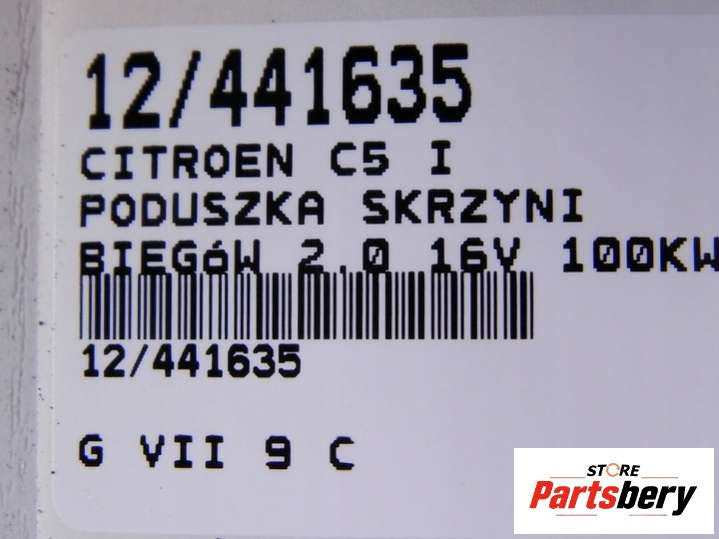 12/441635
CITROEN C5 I
PODUSZKA SKRZYNI
BIEGóW 2.0 16V 100KW
12/441635
G VII 9 C
STORE
Partsbery